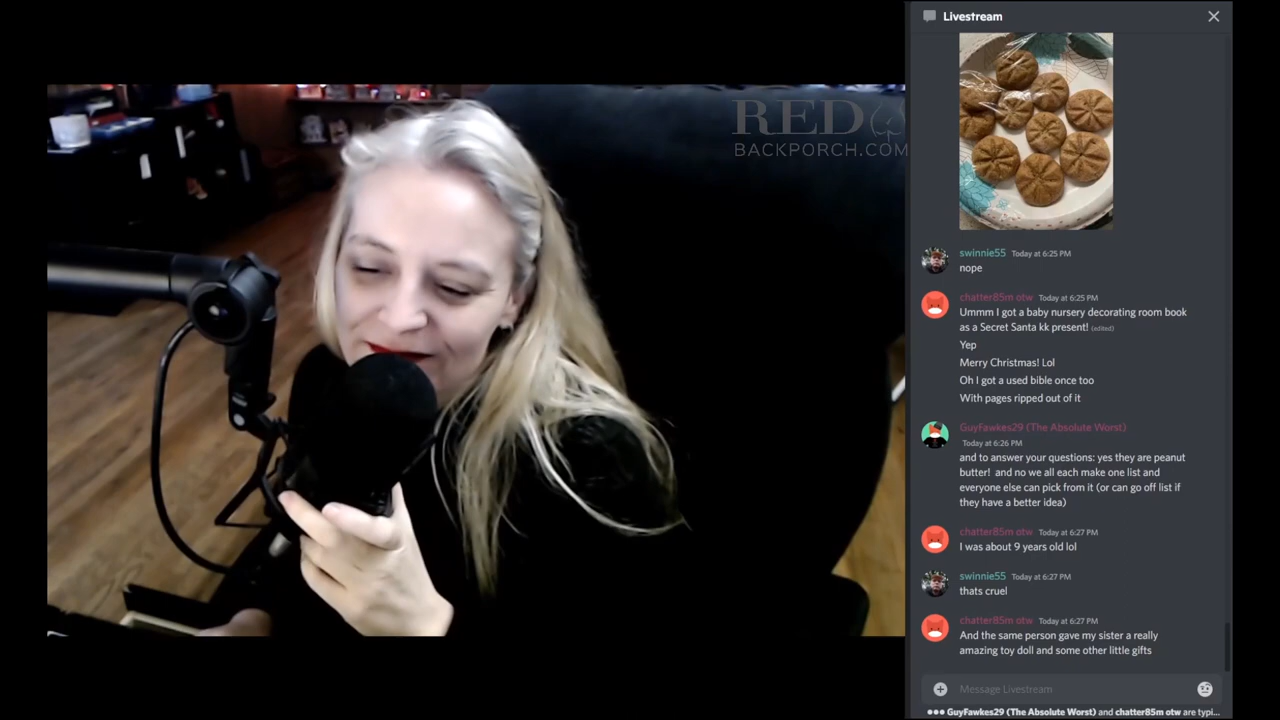 RED
BACKPORCH.COM
Livestream
swinnie55 Today at 6:25 PM
nope
chatter85m otw Today at 6:25 PM
Ummm I got a baby nursery decorating room book
as a Secret Santa kk present! (edited)
Yep
Merry Christmas! Lol
Oh I got a used bible once too
With pages ripped out of it
GuyFawkes29 (The Absolute Worst)
Today at 6:26 PM
and to answer your questions: yes they are peanut
butter! and no we all each make one list and
everyone else can pick from it (or can go off list if
they have a better idea)
chatter85m otw Today at 6:27 PM
I was about 9 years old lol
swinnie55 Today at 6:27 PM
thats cruel
chatter85m otw Today at 6:27 PM
And the same person gave my sister a really
amazing toy doll and some other little gifts
Message Livestream
GuyFawkes29 (The Absolute Worst) and chatter85m otw are typi...